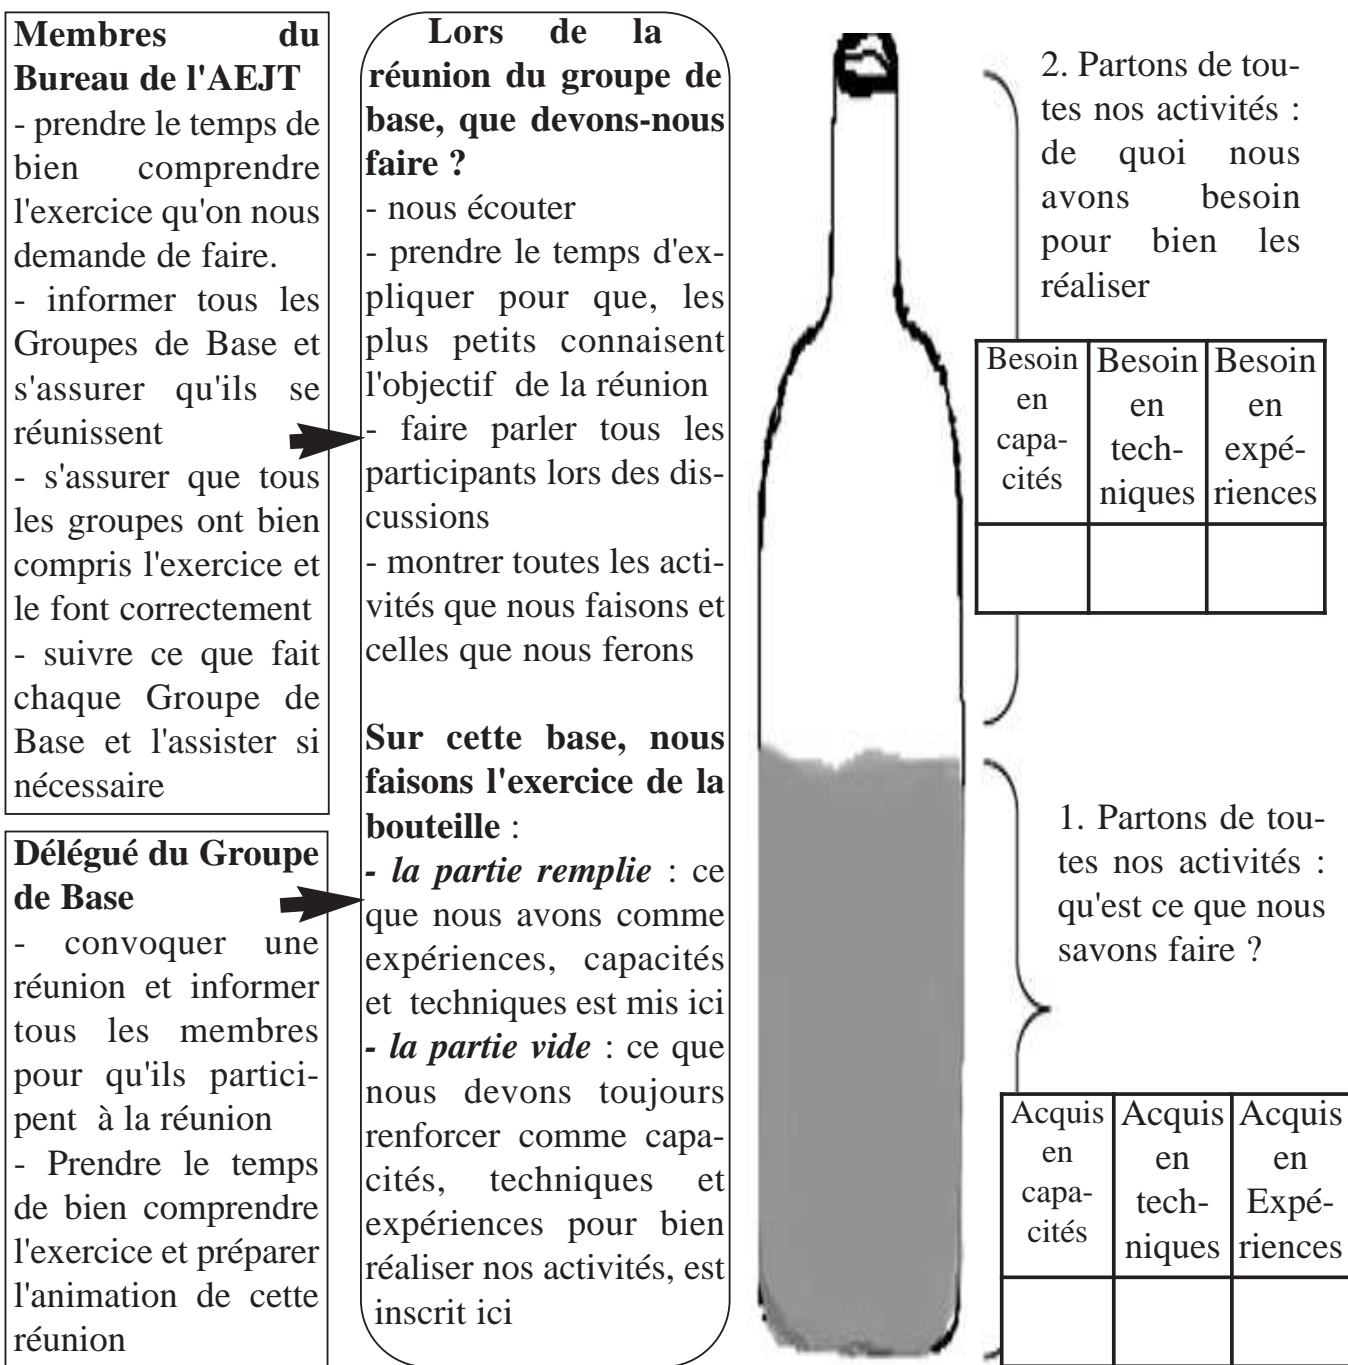 Membres du
Bureau de l'AEJT
- prendre le temps de
bien comprendre
l'exercice qu'on nous
demande de faire.
- informer tous les
Groupes de Base et
s'assurer qu'ils se
réunissent
- s'assurer que tous
les groupes ont bien
compris l'exercice et
le font correctement
- suivre ce que fait
chaque Groupe de
Base et l'assister si
nécessaire
Délégué du Groupe
de Base
- convoquer une
réunion et informer
tous les membres
pour qu'ils partici-
pent à la réunion
- Prendre le temps
de bien comprendre
l'exercice et préparer
l'animation de cette
réunion
Lors de la
réunion du groupe de
base, que devons-nous
faire ?
- nous écouter
- prendre le temps d'ex-
pliquer pour que, les
plus petits connaisent
l'objectif de la réunion
- faire parler tous les
participants lors des dis-
cussions
- montrer toutes les acti-
vités que nous faisons et
celles que nous ferons
Sur cette base, nous
faisons l'exercice de la
bouteille :
- la partie remplie : ce
que nous avons comme
expériences, capacités
et techniques est mis ici
- la partie vide : ce que
nous devons toujours
renforcer comme capa-
cités, techniques et
expériences pour bien
réaliser nos activités, est
inscrit ici
2. Partons de tou-
tes nos activités :
de quoi nous
avons besoin
pour bien les
réaliser
Besoin
en
capa-
cités
Besoin
en
tech-
niques
Besoin
en
expé-
riences
1. Partons de tou-
tes nos activités :
qu'est ce que nous
savons faire ?
Acquis
en
capa-
cités
Acquis
en
tech-
niques
Acquis
en
Expé-
riences